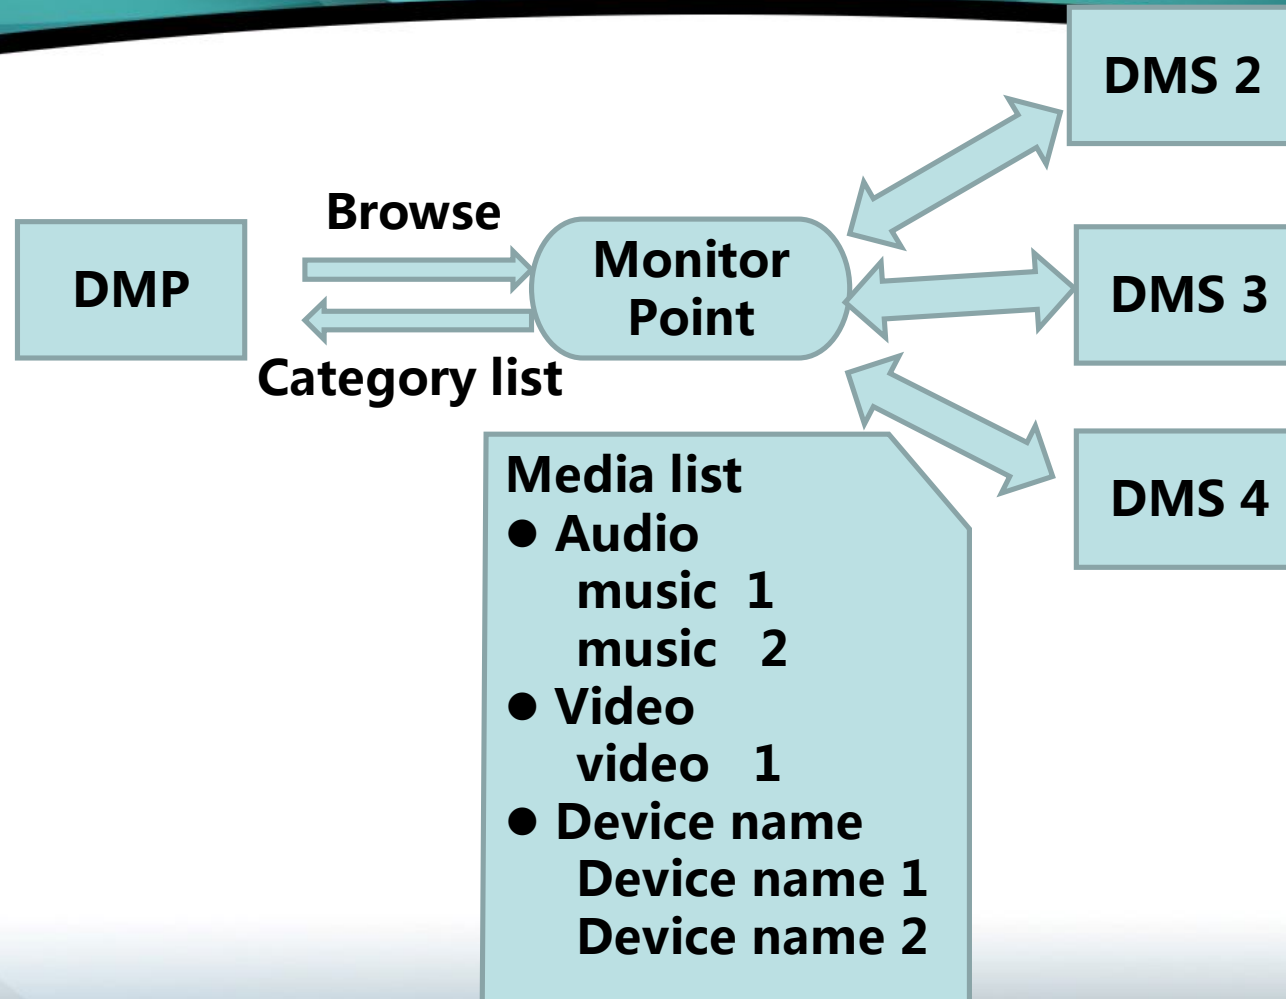 DMS 2
Browse
DMP
Monitor
Point
DMS 3
Category list
DMS 4
Media list
● Audio
music 1
music 2
● Video
video 1
● Device name
Device name 1
Device name 2